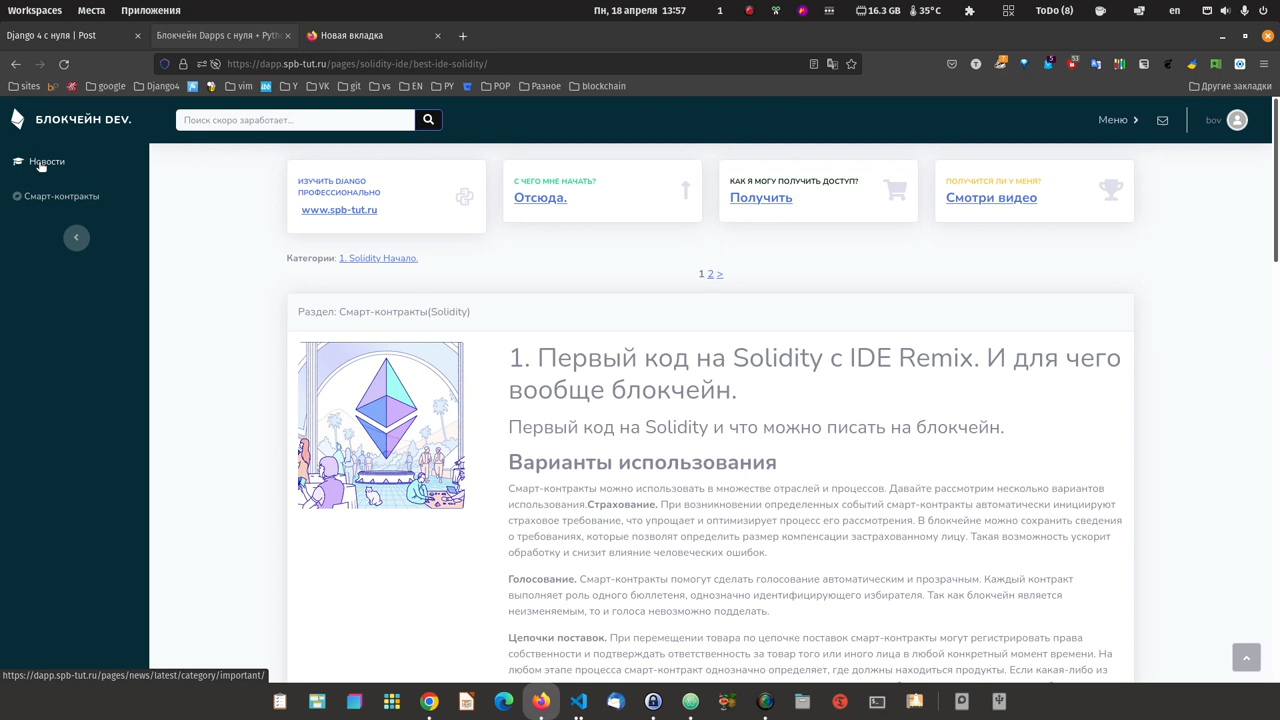 Workspaces Места Приложения Пн, 18 апреля 13:57 1 16.3 GB 35°C ToDo (8) en
Django 4 с нуля | Post Блокчейн Dapps с нуля + Pyth Новая вкладка
https://dapp.spb-tut.ru/pages/solidity-ide/best-ide-solidity/
sites google Django4 vim Y VK git vs EN PY POP Разное blockchain Другие закладки
БЛОКЧЕЙН DEV. Поиск скоро заработает... Меню bov
Новости
Смарт-контракты
ИЗУЧИТЬ DJANGO
ПРОФЕССИОНАЛЬНО
www.spb-tut.ru
С ЧЕГО МНЕ НАЧАТЬ?
Отсюда.
КАК Я МОГУ ПОЛУЧИТЬ ДОСТУП?
Получить
ПОЛУЧИТСЯ ЛИ У МЕНЯ?
Смотри видео
Категории: 1. Solidity Начало.
1 2 >
Раздел: Смарт-контракты(Solidity)
1. Первый код на Solidity с IDE Remix. И для чего
вообще блокчейн.
Первый код на Solidity и что можно писать на блокчейн.
Варианты использования
Смарт-контракты можно использовать в множестве отраслей и процессов. Давайте рассмотрим несколько вариантов
использования.Страхование. При возникновении определенных событий смарт-контракты автоматически инициируют
страховое требование, что упрощает и оптимизирует процесс его рассмотрения. В блокчейне можно сохранить сведения
о требованиях, которые позволят определить размер компенсации застрахованному лицу. Такая возможность ускорит
обработку и снизит влияние человеческих ошибок.
Голосование. Смарт-контракты помогут сделать голосование автоматическим и прозрачным. Каждый контракт
выполняет роль одного бюллетеня, однозначно идентифицирующего избирателя. Так как блокчейн является
неизменяемым, то и голоса невозможно подделать.
Цепочки поставок. При перемещении товара по цепочке поставок смарт-контракты могут регистрировать права
собственности и подтверждать ответственность за товар того или иного лица в любой конкретный момент времени. На
любом этапе процесса смарт-контракт однозначно определяет, где должны находиться продукты. Если какая-либо из
https://dapp.spb-tut.ru/pages/news/latest/category/important/